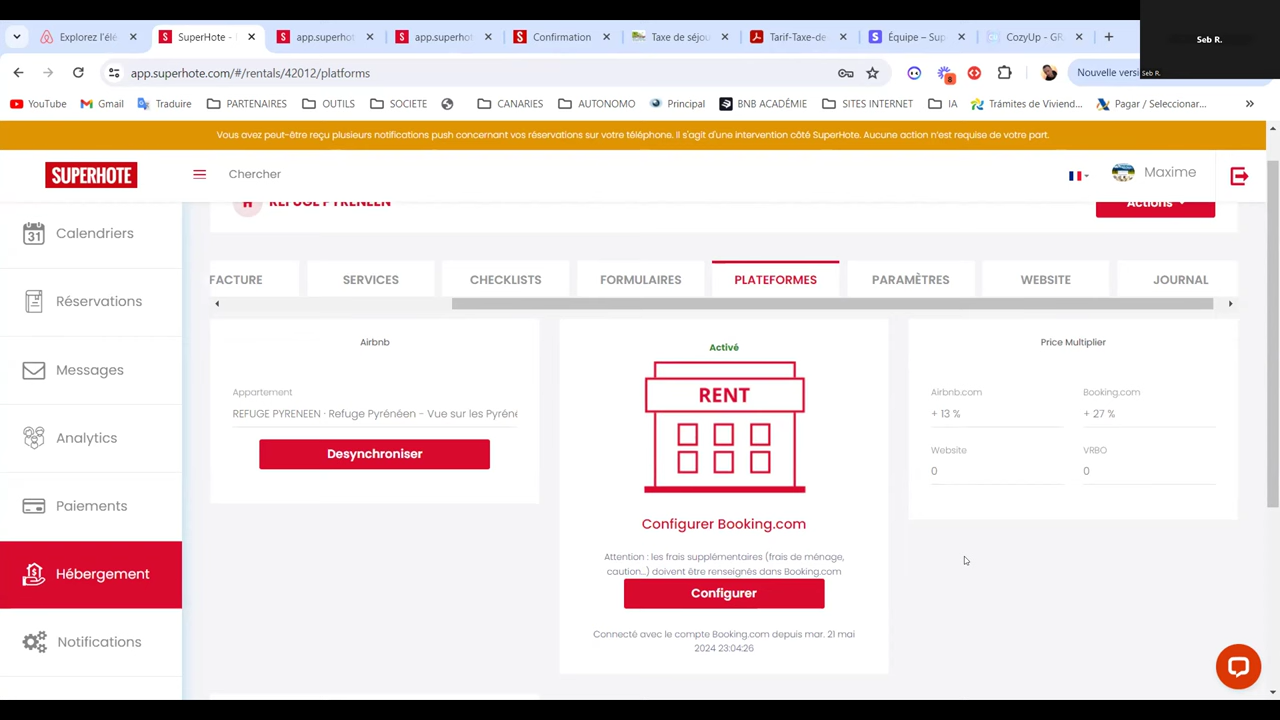 Explorez l'élé
SuperHote -
app.superhot
app.superhot
Confirmation
Taxe de séjou
Tarif-Taxe-de
Équipe – Sup
CozyUp - GR
Seb R.
app.superhote.com/#/rentals/42012/platforms
8
Nouvelle versi
Seb R.
YouTube
Gmail
Traduire
PARTENAIRES
OUTILS
SOCIETE
CANARIES
AUTONOMO
Principal
BNB ACADÉMIE
SITES INTERNET
IA
Trámites de Viviend...
Pagar / Seleccionar...
Vous avez peut-être reçu plusieurs notifications push concernant vos réservations sur votre téléphone. Il s'agit d'une intervention côté SuperHote. Aucune action n'est requise de votre part.
SUPERHOTE
Chercher
Maxime
REFUGE PYRENEEN
Actions
31
Calendriers
Réservations
Messages
Analytics
Paiements
Hébergement
Notifications
FACTURE
SERVICES
CHECKLISTS
FORMULAIRES
PLATEFORMES
PARAMÈTRES
WEBSITE
JOURNAL
Airbnb
Appartement
REFUGE PYRENEEN · Refuge Pyrénéen - Vue sur les Pyréné
Desynchroniser
Activé
RENT
Configurer Booking.com
Attention : les frais supplémentaires (frais de ménage,
caution...) doivent être renseignés dans Booking.com
Configurer
Connecté avec le compte Booking.com depuis mar. 21 mai
2024 23:04:26
Price Multiplier
Airbnb.com
+ 13 %
Booking.com
+ 27 %
Website
0
VRBO
0